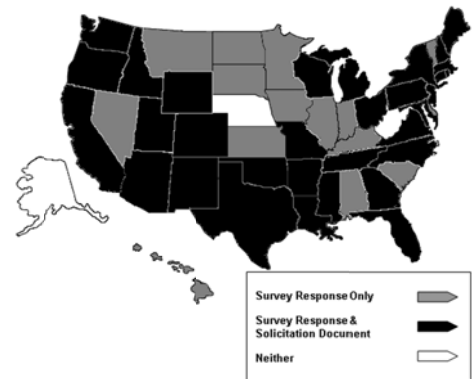 Survey Response Only
Survey Response &
Solicitation Document
Neither